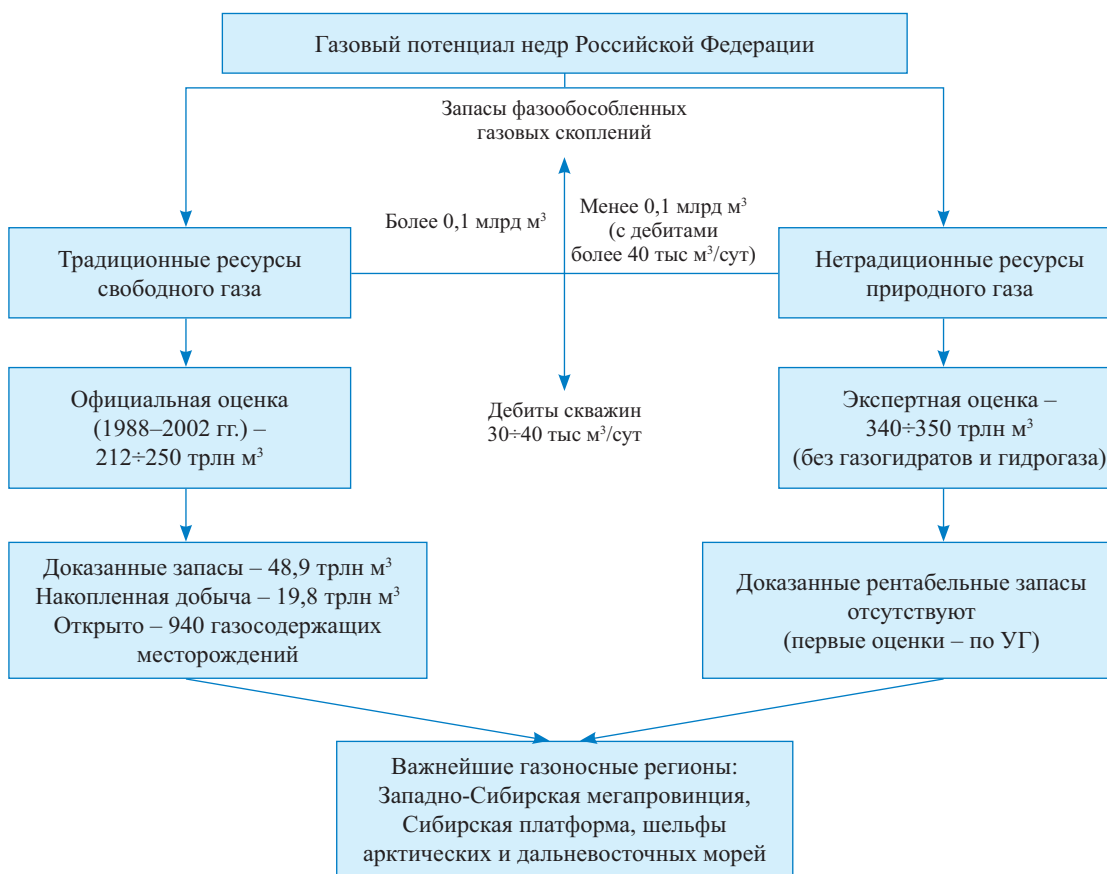 Газовый потенциал недр Российской Федерации
Запасы фазообособленных
газовых скоплений
Более 0,1 млрд м³
Менее 0,1 млрд м³
(с дебитами
более 40 тыс м³/сут)
Традиционные ресурсы
свободного газа
Нетрадиционные ресурсы
природного газа
Официальная оценка
(1988–2002 гг.) –
212÷250 трлн м³
Дебиты скважин
30÷40 тыс м³/сут
Экспертная оценка –
340÷350 трлн м³
(без газогидратов и гидрогаза)
Доказанные запасы – 48,9 трлн м³
Накопленная добыча – 19,8 трлн м³
Открыто – 940 газосодержащих
месторождений
Доказанные рентабельные запасы
отсутствуют
(первые оценки – по УГ)
Важнейшие газоносные регионы:
Западно-Сибирская мегапровинция,
Сибирская платформа, шельфы
арктических и дальневосточных морей